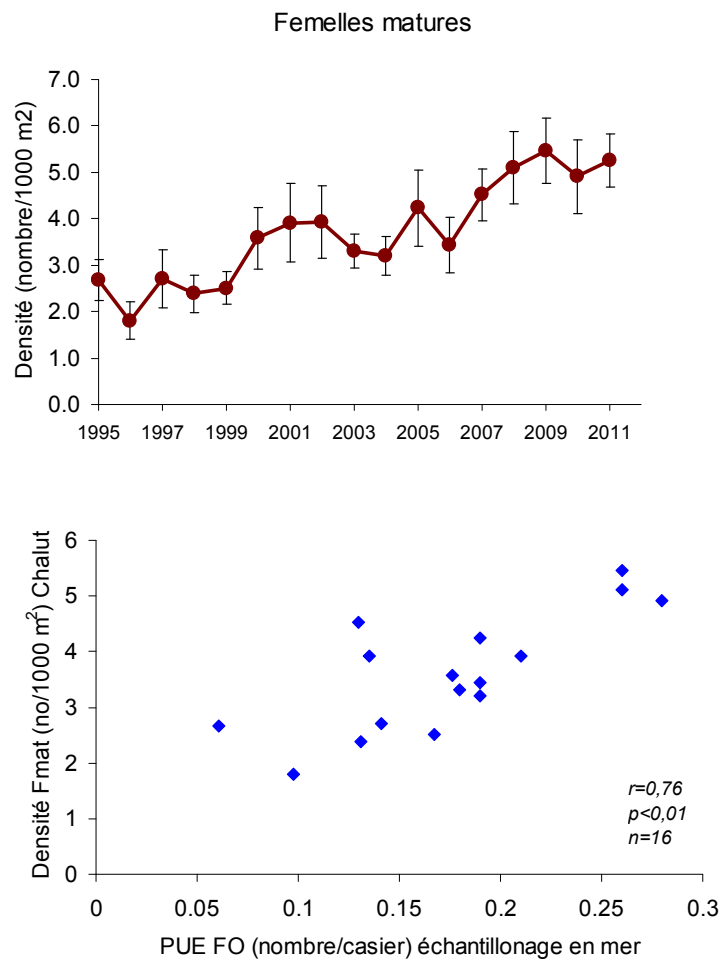 Femelles matures
Densité (nombre/1000 m2)
7.0
6.0
5.0
4.0
3.0
2.0
1.0
0.0
1995 1997 1999 2001 2003 2005 2007 2009 2011
Densité Fmat (no/1000 m²) Chalut
6
5
4
3
2
1
0
r=0,76
p<0,01
n=16
0 0.05 0.1 0.15 0.2 0.25 0.3
PUE FO (nombre/casier) échantillonage en mer